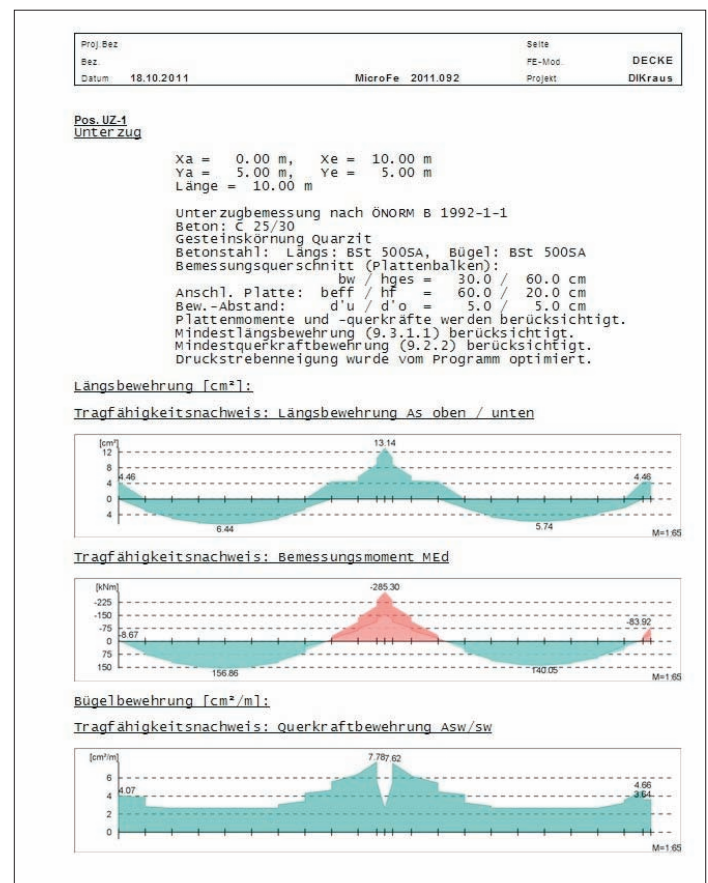 Proj.Bez Seite
Bez. FE-Mod. DECKE
Datum 18.10.2011 MicroFe 2011.092 Projekt DIKraus
Pos. UZ-1
Unterzug
Xa = 0.00 m, Xe = 10.00 m
Ya = 5.00 m, Ye = 5.00 m
Länge = 10.00 m
Unterzugbemessung nach ÖNORM B 1992-1-1
Beton: C 25/30
Gesteinskörnung Quarzit
Betonstahl: Längs: BSt 500SA, Bügel: BSt 500SA
Bemessungsquerschnitt (Plattenbalken):
bw / hges = 30.0 / 60.0 cm
Anschl. Platte: beff / hf = 60.0 / 20.0 cm
Bew.-Abstand: d'u / d'o = 5.0 / 5.0 cm
Plattenmomente und -querkräfte werden berücksichtigt.
Mindestlängsbewehrung (9.3.1.1) berücksichtigt.
Mindestquerkraftbewehrung (9.2.2) berücksichtigt.
Druckstrebenneigung wurde vom Programm optimiert.
Längsbewehrung [cm²]:
Tragfähigkeitsnachweis: Längsbewehrung As oben / unten
[cm²] 13.14
12
8
4.46 4.46
4
0
4
6.44 5.74
M=1:65
Tragfähigkeitsnachweis: Bemessungsmoment MEd
[kNm] -285.30
-225
-150
-75
-8.67 -83.92
0
75
150
156.86 140.05
M=1:65
Bügelbewehrung [cm²/m]:
Tragfähigkeitsnachweis: Querkraftbewehrung Asw/sw
[cm²/m] 7.78 7.62
6
4.07 4.66
4 3.64
2
0
M=1:65